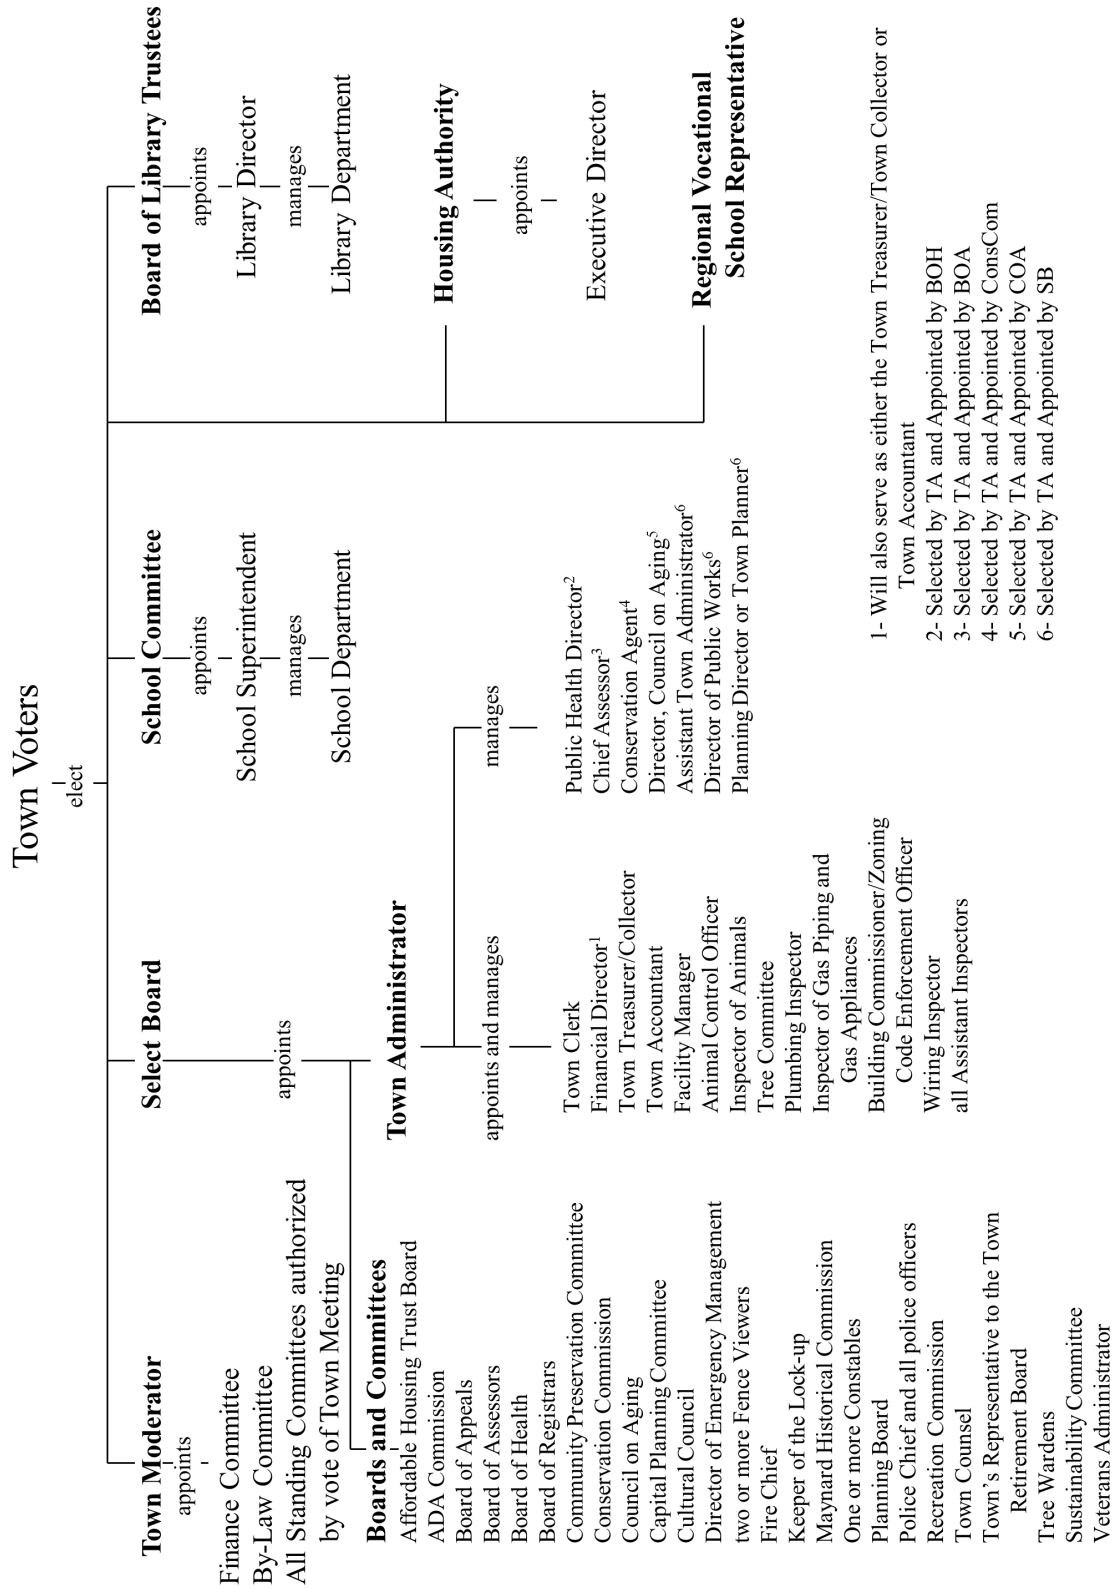 Town Voters
elect
Town Moderator
appoints
Finance Committee
By-Law Committee
All Standing Committees authorized
by vote of Town Meeting
Select Board
appoints
Boards and Committees
Affordable Housing Trust Board
ADA Commission
Board of Appeals
Board of Assessors
Board of Health
Board of Registrars
Community Preservation Committee
Conservation Commission
Council on Aging
Capital Planning Committee
Cultural Council
Director of Emergency Management
two or more Fence Viewers
Fire Chief
Keeper of the Lock-up
Maynard Historical Commission
One or more Constables
Planning Board
Police Chief and all police officers
Recreation Commission
Town Counsel
Town's Representative to the Town
Retirement Board
Tree Wardens
Sustainability Committee
Veterans Administrator
Town Administrator
appoints and manages
Town Clerk
Financial Director¹
Town Treasurer/Collector
Town Accountant
Facility Manager
Animal Control Officer
Inspector of Animals
Tree Committee
Plumbing Inspector
Inspector of Gas Piping and
Gas Appliances
Building Commissioner/Zoning
Code Enforcement Officer
Wiring Inspector
all Assistant Inspectors
manages
Public Health Director²
Chief Assessor³
Conservation Agent⁴
Director, Council on Aging⁵
Assistant Town Administrator⁶
Director of Public Works⁶
Planning Director or Town Planner⁶
School Committee
appoints
School Superintendent
manages
School Department
Board of Library Trustees
appoints
Library Director
manages
Library Department
Housing Authority
appoints
Executive Director
Regional Vocational
School Representative
1- Will also serve as either the Town Treasurer/Town Collector or
Town Accountant
2- Selected by TA and Appointed by BOH
3- Selected by TA and Appointed by BOA
4- Selected by TA and Appointed by ConsCom
5- Selected by TA and Appointed by COA
6- Selected by TA and Appointed by SB